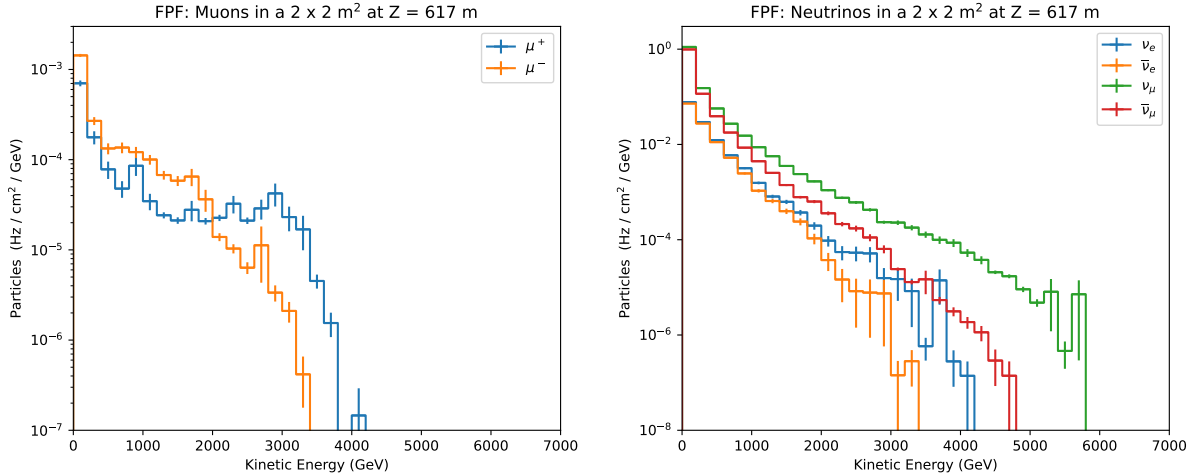 FPF: Muons in a 2 x 2 m² at Z = 617 m
μ⁺
μ⁻
Particles (Hz / cm² / GeV)
10⁻³
10⁻⁴
10⁻⁵
10⁻⁶
10⁻⁷
0 1000 2000 3000 4000 5000 6000 7000
Kinetic Energy (GeV)
FPF: Neutrinos in a 2 x 2 m² at Z = 617 m
νₑ
ν̅ₑ
ν_μ
ν̅_μ
Particles (Hz / cm² / GeV)
10⁰
10⁻²
10⁻⁴
10⁻⁶
10⁻⁸
0 1000 2000 3000 4000 5000 6000 7000
Kinetic Energy (GeV)